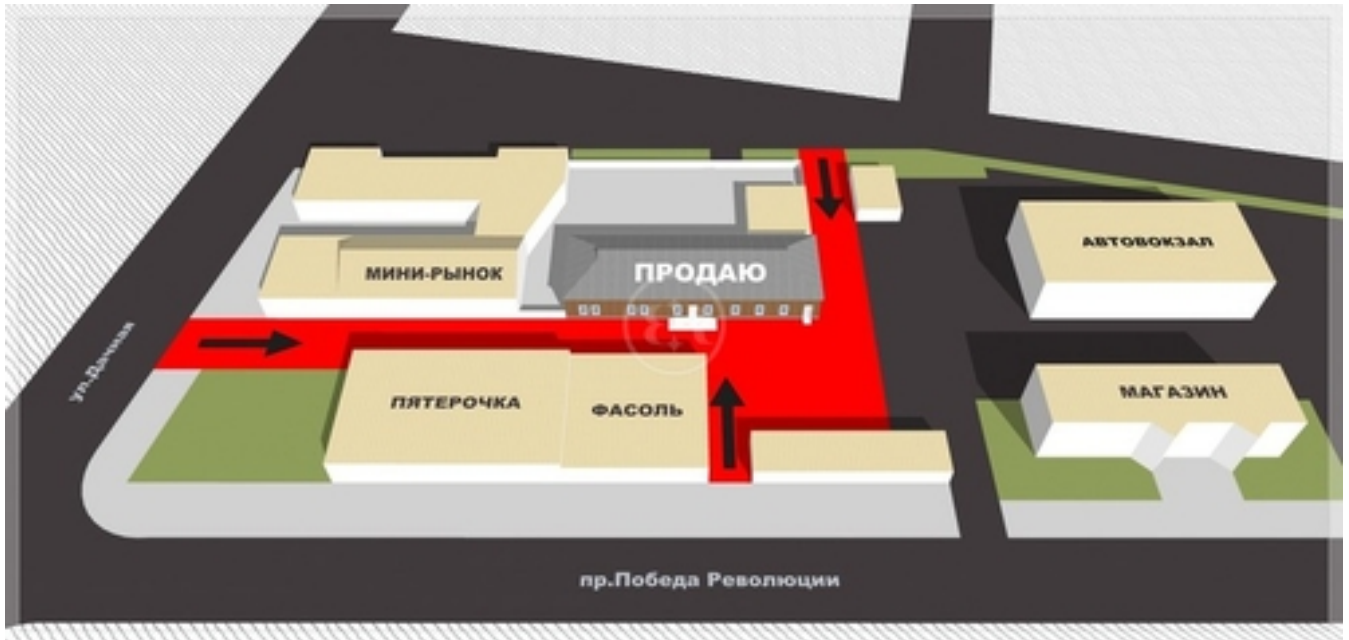 АВТОВОКЗАЛ
ПРОДАЮ
МИНИ-РЫНОК
ул.Дачная
МАГАЗИН
ПЯТЕРОЧКА
ФАСОЛЬ
пр.Победа Революции